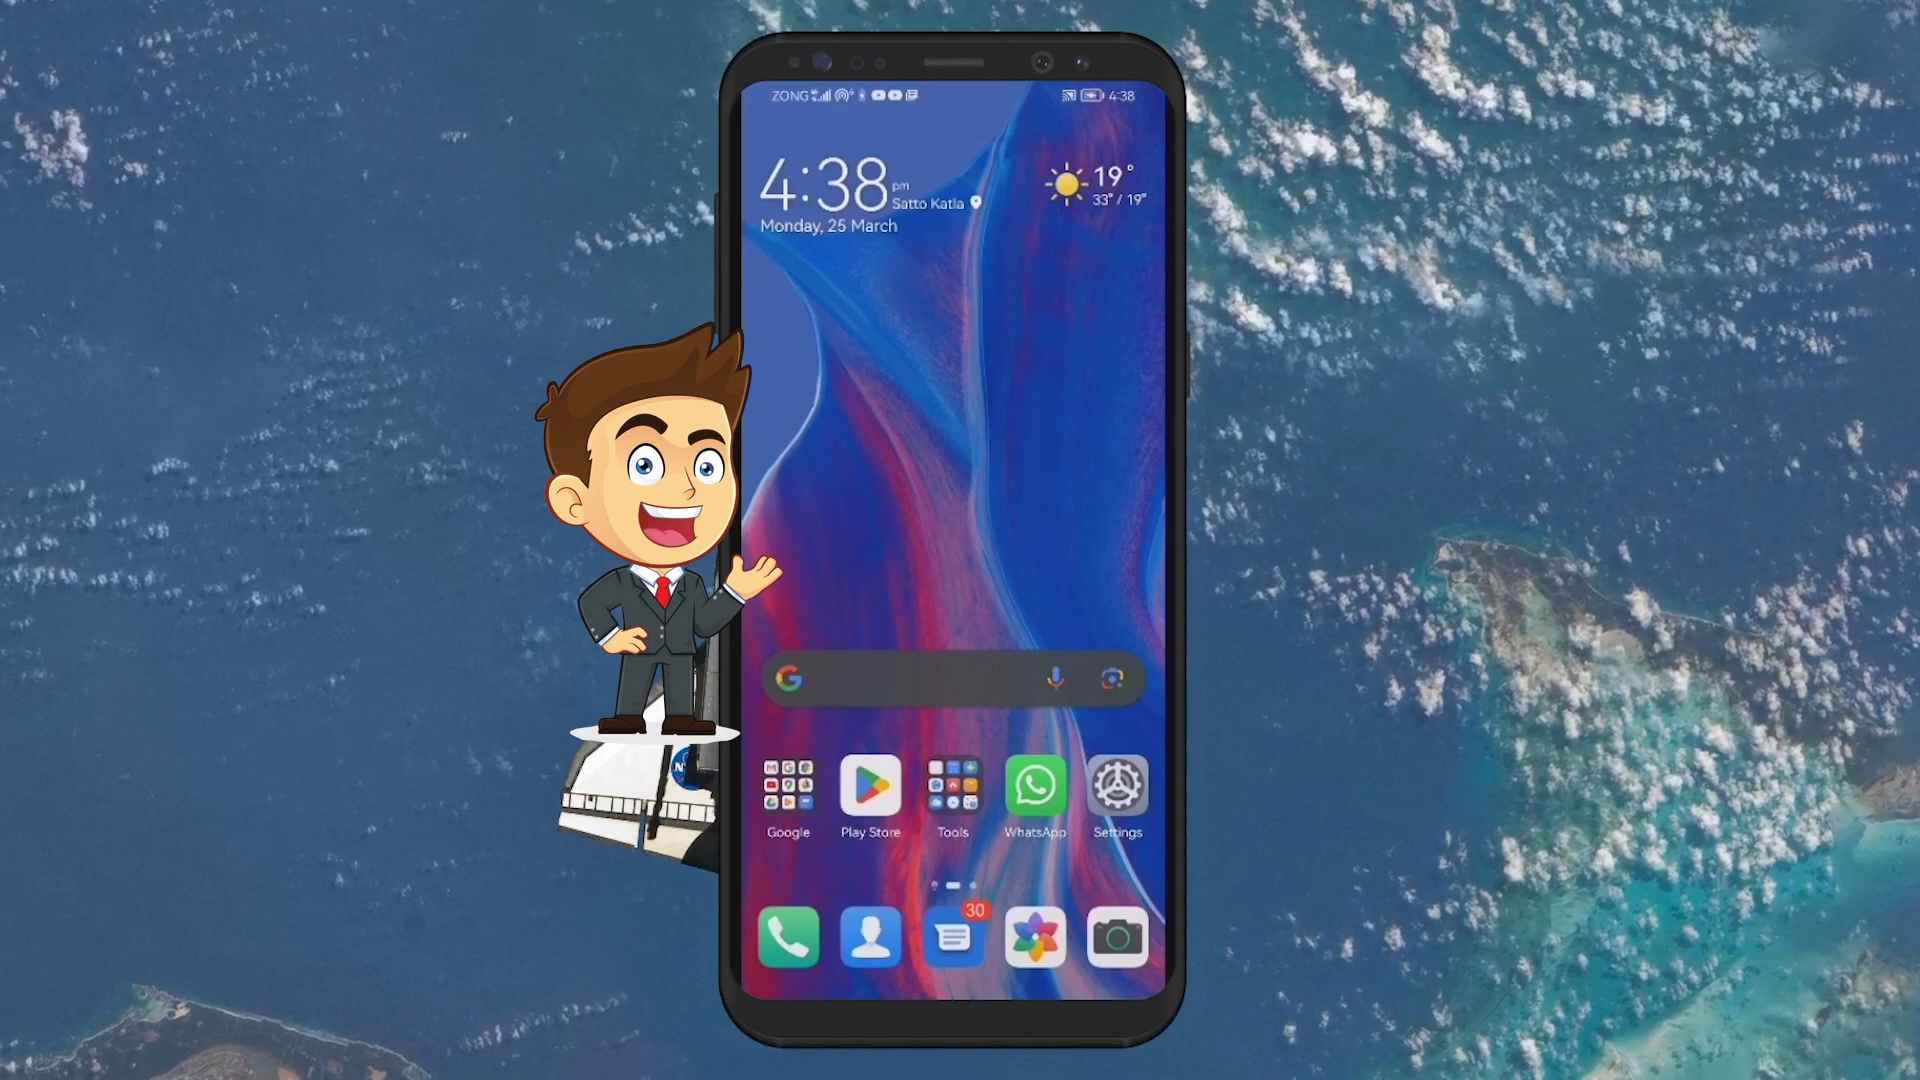 ZONG 4:38
4:38 pm
Satto Katla
Monday, 25 March
19°
33° / 19°
Google Play Store Tools WhatsApp Settings
30